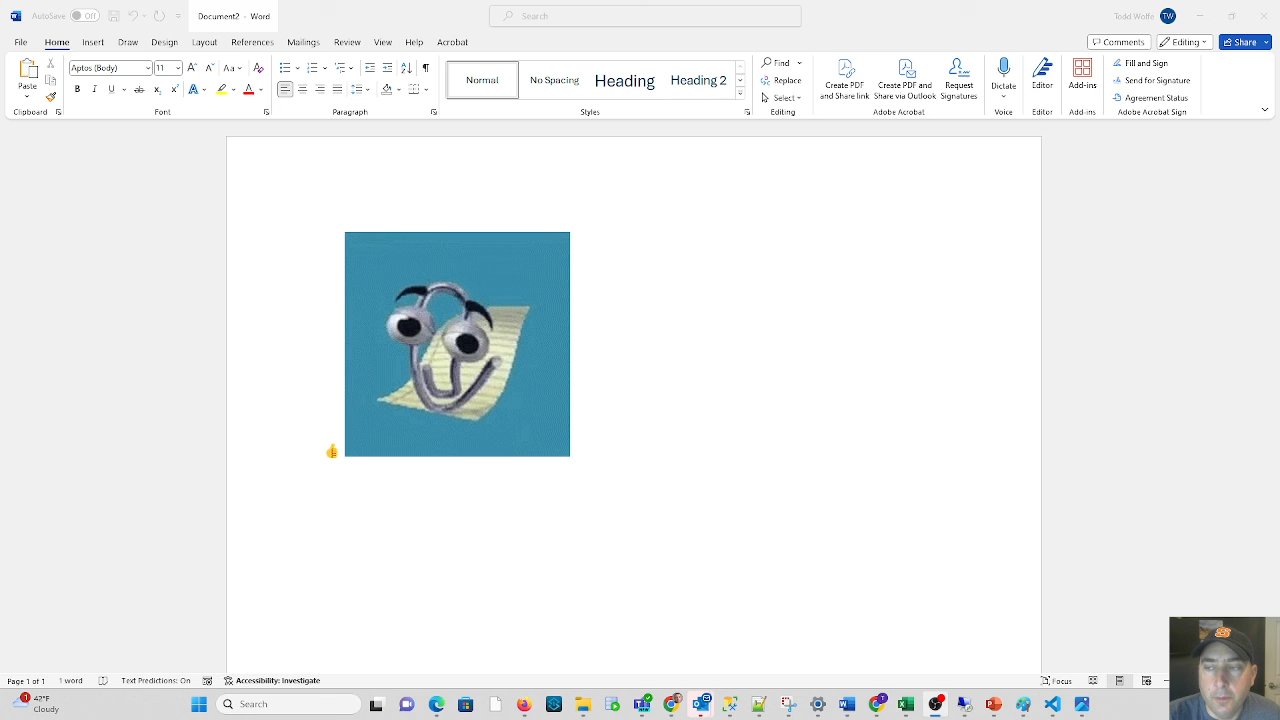 AutoSave Off Document2 - Word Search Todd Wolfe TW
File Home Insert Draw Design Layout References Mailings Review View Help Acrobat Comments Editing Share
Paste Aptos (Body) 11 Normal No Spacing Heading Heading 2 Find Replace Select Create PDF and Share link Create PDF and Share via Outlook Request Signatures Dictate Editor Add-ins Fill and Sign Send for Signature Agreement Status
Clipboard Font Paragraph Styles Editing Adobe Acrobat Voice Editor Add-ins Adobe Acrobat Sign
Page 1 of 1 1 word Text Predictions: On Accessibility: Investigate Focus
1 42°F Cloudy Search